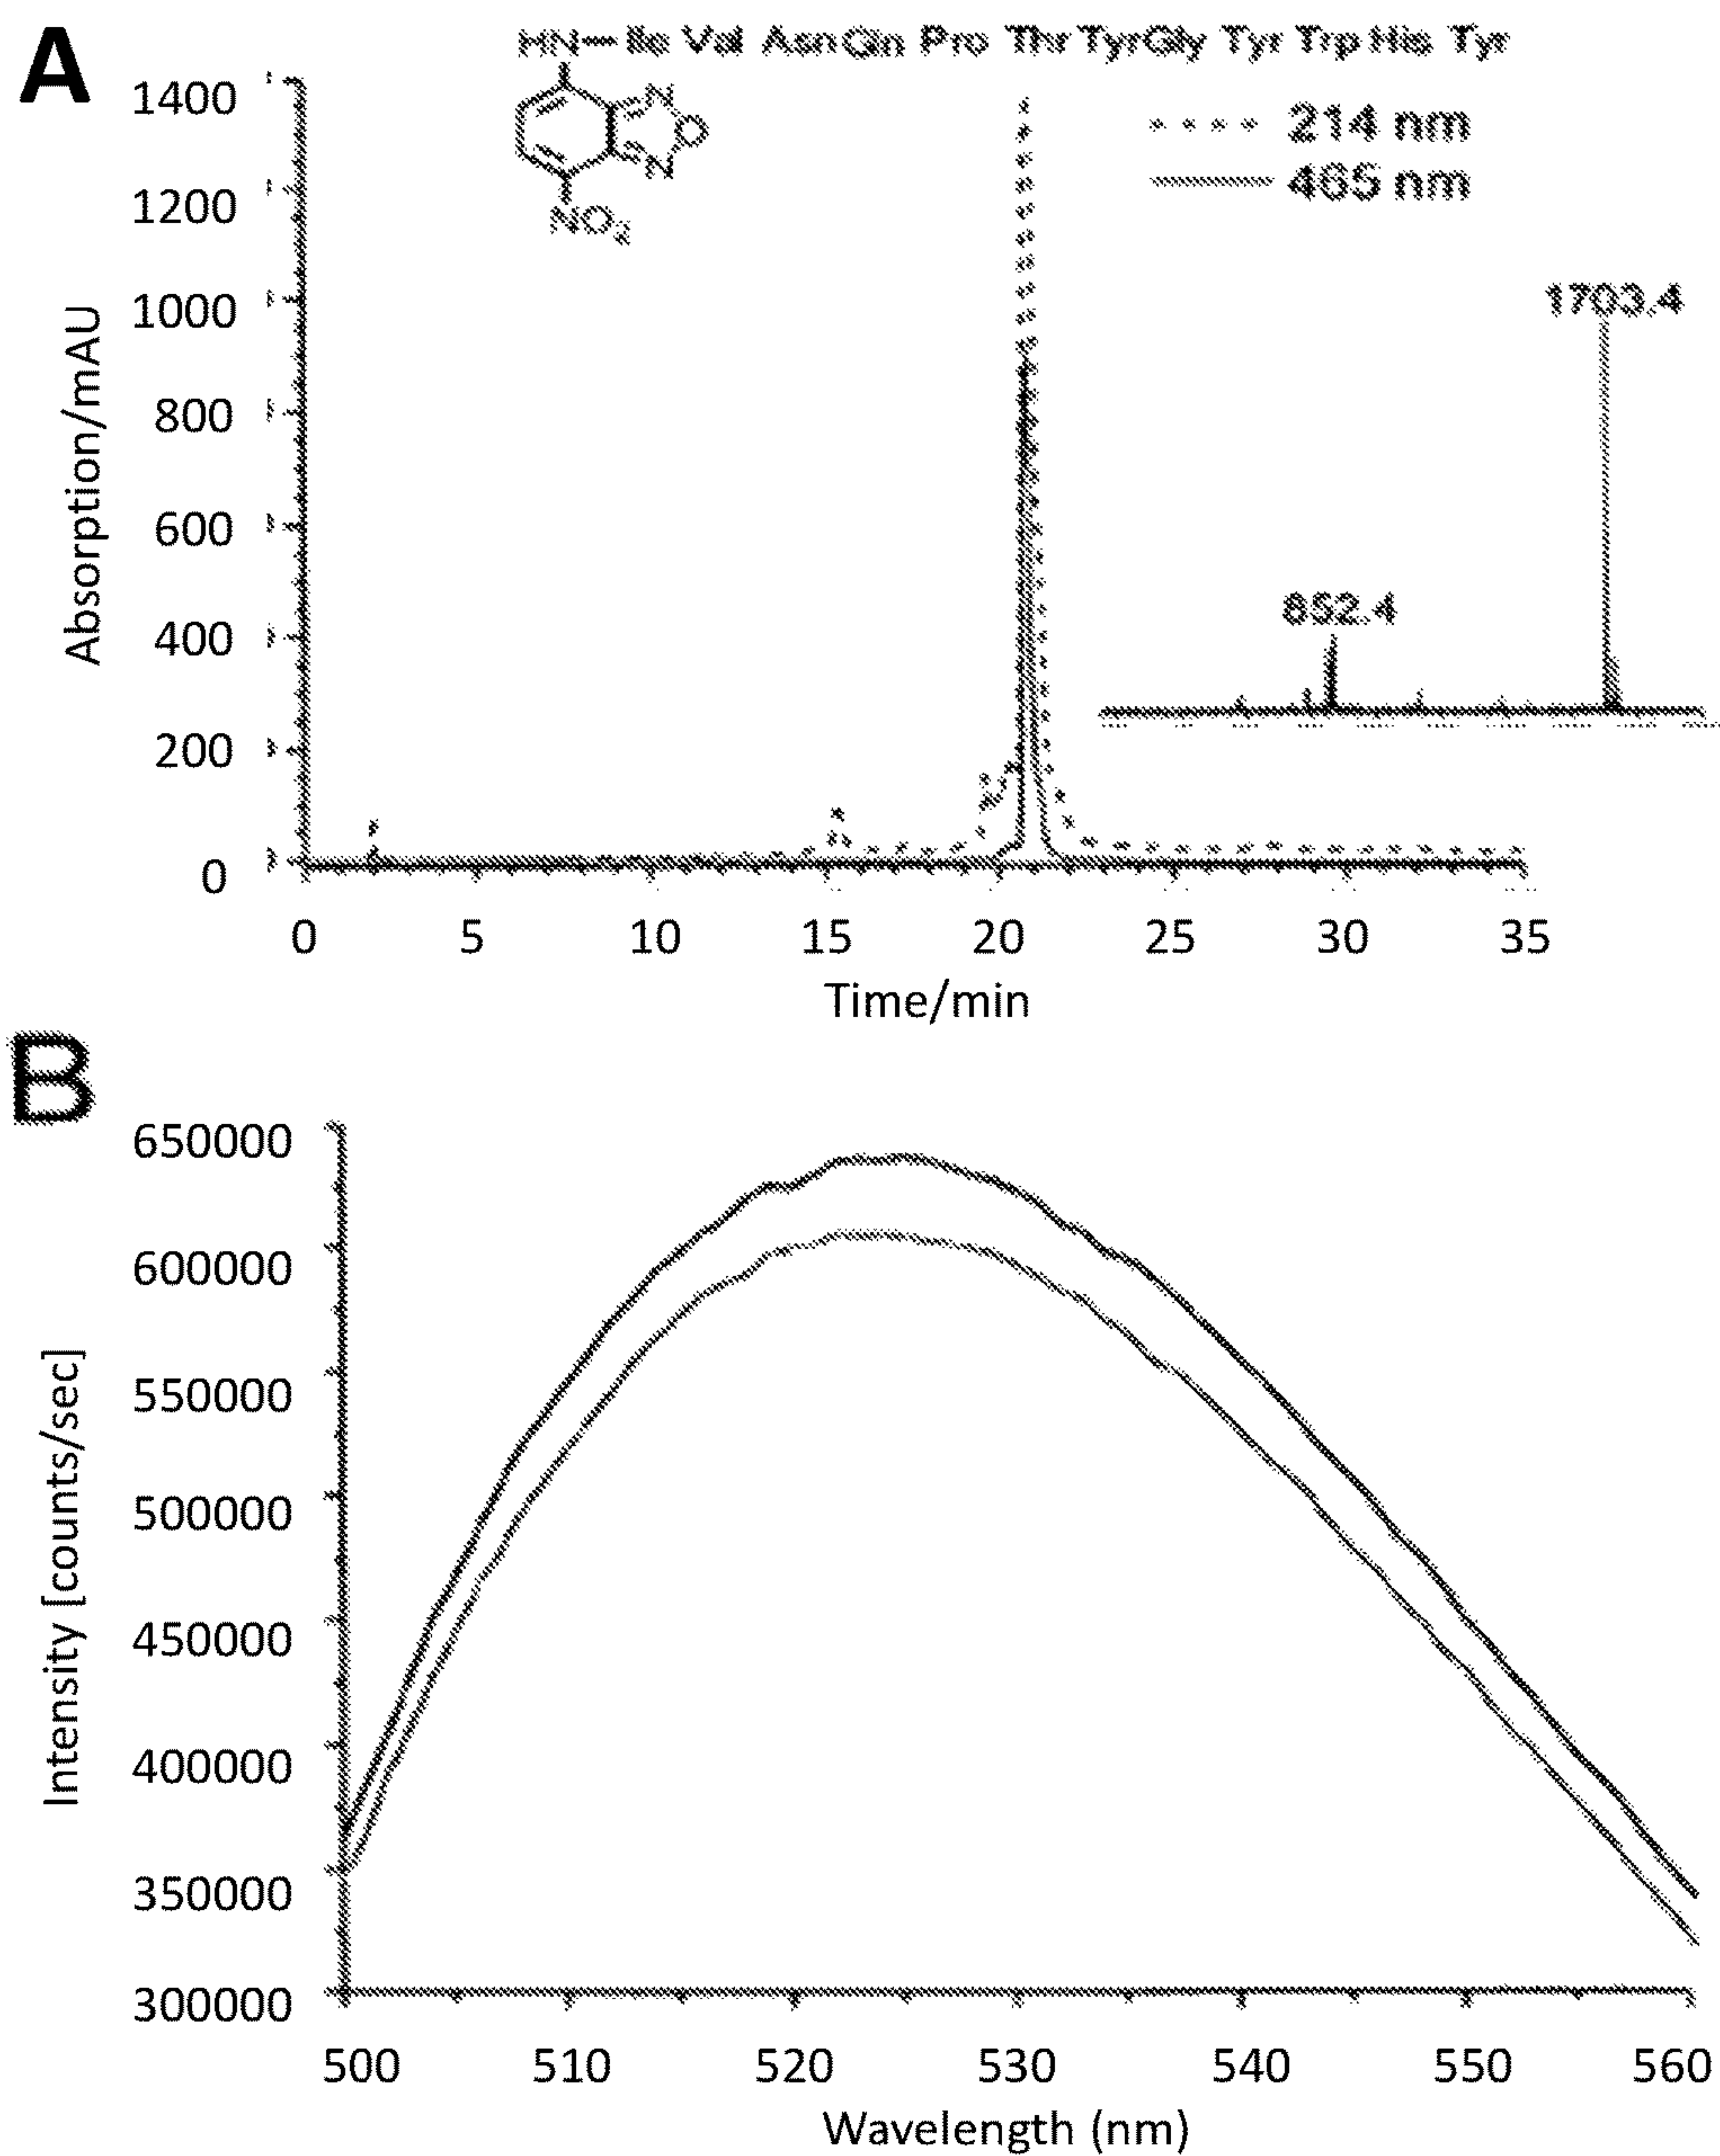 A
HN— Ile Val Asn Gln Pro Thr Tyr Gly Tyr Trp His Tyr
N
O
N
NO2
214 nm
465 nm
1400
1200
1000
800
600
400
200
0
Absorption/mAU
1703.4
852.4
0 5 10 15 20 25 30 35
Time/min
B
650000
600000
550000
500000
450000
400000
350000
300000
Intensity [counts/sec]
500 510 520 530 540 550 560
Wavelength (nm)